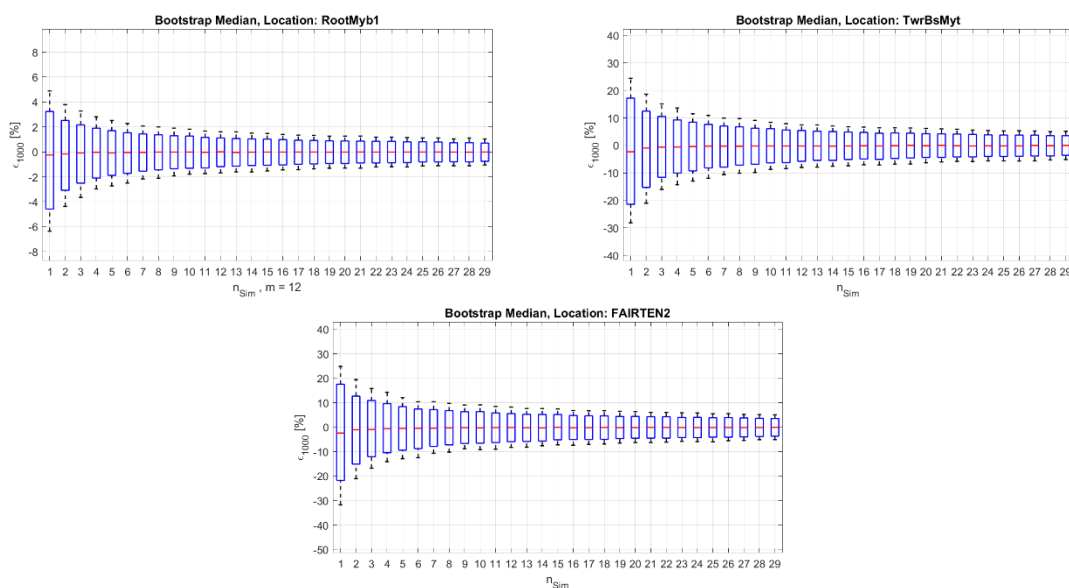 Bootstrap Median, Location: RootMyb1
ϵ1000 [%]
8
6
4
2
0
-2
-4
-6
-8
1 2 3 4 5 6 7 8 9 10 11 12 13 14 15 16 17 18 19 20 21 22 23 24 25 26 27 28 29
nSim , m = 12
Bootstrap Median, Location: TwrBsMyt
ϵ1000 [%]
40
30
20
10
0
-10
-20
-30
-40
1 2 3 4 5 6 7 8 9 10 11 12 13 14 15 16 17 18 19 20 21 22 23 24 25 26 27 28 29
nSim
Bootstrap Median, Location: FAIRTEN2
ϵ1000 [%]
40
30
20
10
0
-10
-20
-30
-40
-50
1 2 3 4 5 6 7 8 9 10 11 12 13 14 15 16 17 18 19 20 21 22 23 24 25 26 27 28 29
nSim